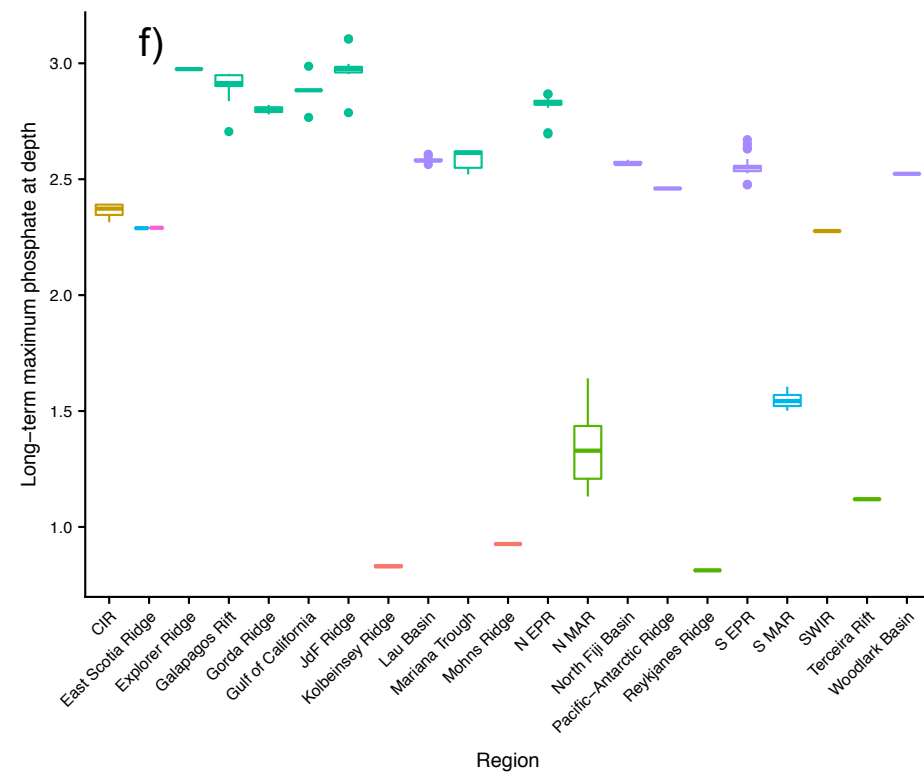 f)
3.0
2.5
2.0
1.5
1.0
Long−term maximum phosphate at depth
CIR
East Scotia Ridge
Explorer Ridge
Galapagos Rift
Gorda Ridge
Gulf of California
JdF Ridge
Kolbeinsey Ridge
Lau Basin
Mariana Trough
Mohns Ridge
N EPR
N MAR
North Fiji Basin
Pacific−Antarctic Ridge
Reykjanes Ridge
S EPR
S MAR
SWIR
Terceira Rift
Woodlark Basin
Region